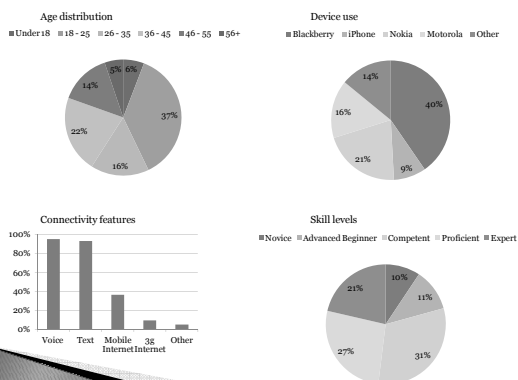 Age distribution
Under 18 18 - 25 26 - 35 36 - 45 46 - 55 56+
5% 6%
14%
37%
22%
16%
Device use
Blackberry iPhone Nokia Motorola Other
14%
40%
16%
21%
9%
Connectivity features
100%
80%
60%
40%
20%
0%
Voice Text Mobile Internet 3g Internet Other
Skill levels
Novice Advanced Beginner Competent Proficient Expert
10%
21%
11%
27%
31%